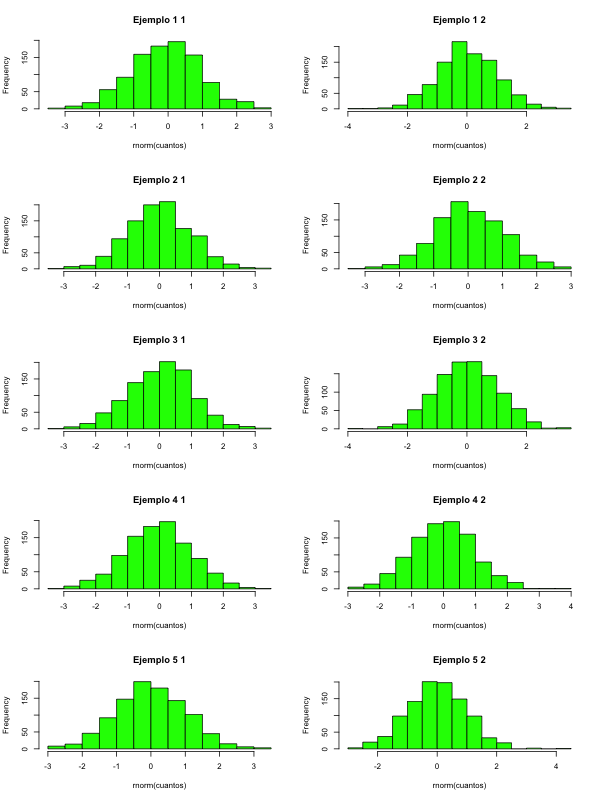 Ejemplo 1 1
Frequency
0 50 150
-3 -2 -1 0 1 2 3
rnorm(cuantos)
Ejemplo 1 2
Frequency
0 50 150
-4 -2 0 2
rnorm(cuantos)
Ejemplo 2 1
Frequency
0 50 150
-3 -2 -1 0 1 2 3
rnorm(cuantos)
Ejemplo 2 2
Frequency
0 50 150
-3 -2 -1 0 1 2 3
rnorm(cuantos)
Ejemplo 3 1
Frequency
0 50 150
-3 -2 -1 0 1 2 3
rnorm(cuantos)
Ejemplo 3 2
Frequency
0 50 100
-4 -2 0 2
rnorm(cuantos)
Ejemplo 4 1
Frequency
0 50 150
-3 -2 -1 0 1 2 3
rnorm(cuantos)
Ejemplo 4 2
Frequency
0 50 150
-3 -2 -1 0 1 2 3 4
rnorm(cuantos)
Ejemplo 5 1
Frequency
0 50 150
-3 -2 -1 0 1 2 3
rnorm(cuantos)
Ejemplo 5 2
Frequency
0 50 150
-2 0 2 4
rnorm(cuantos)